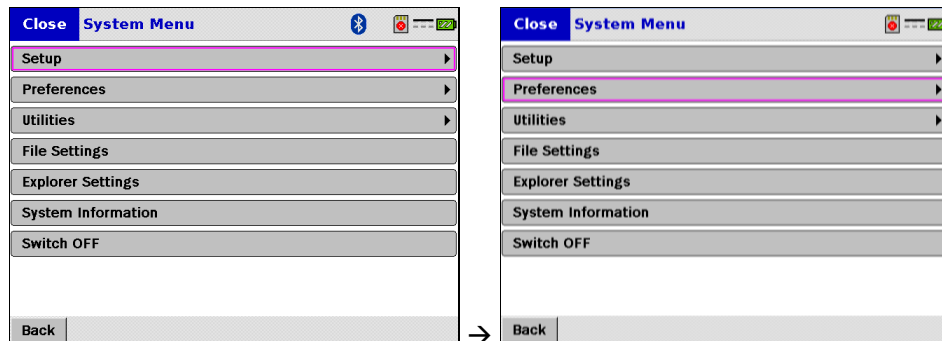 Close System Menu
Setup
Preferences
Utilities
File Settings
Explorer Settings
System Information
Switch OFF
Back
→
Close System Menu
Setup
Preferences
Utilities
File Settings
Explorer Settings
System Information
Switch OFF
Back